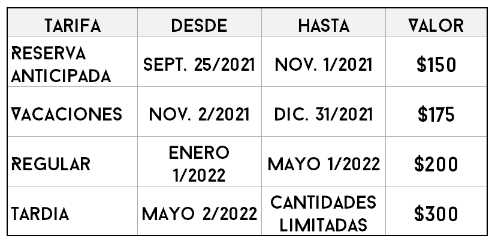 TARIFA DESDE HASTA VALOR
RESERVA
ANTICIPADA SEPT. 25/2021 NOV. 1/2021 $150
VACACIONES NOV. 2/2021 DIC. 31/2021 $175
REGULAR ENERO
1/2022 MAYO 1/2022 $200
TARDIA MAYO 2/2022 CANTIDADES
LIMITADAS $300